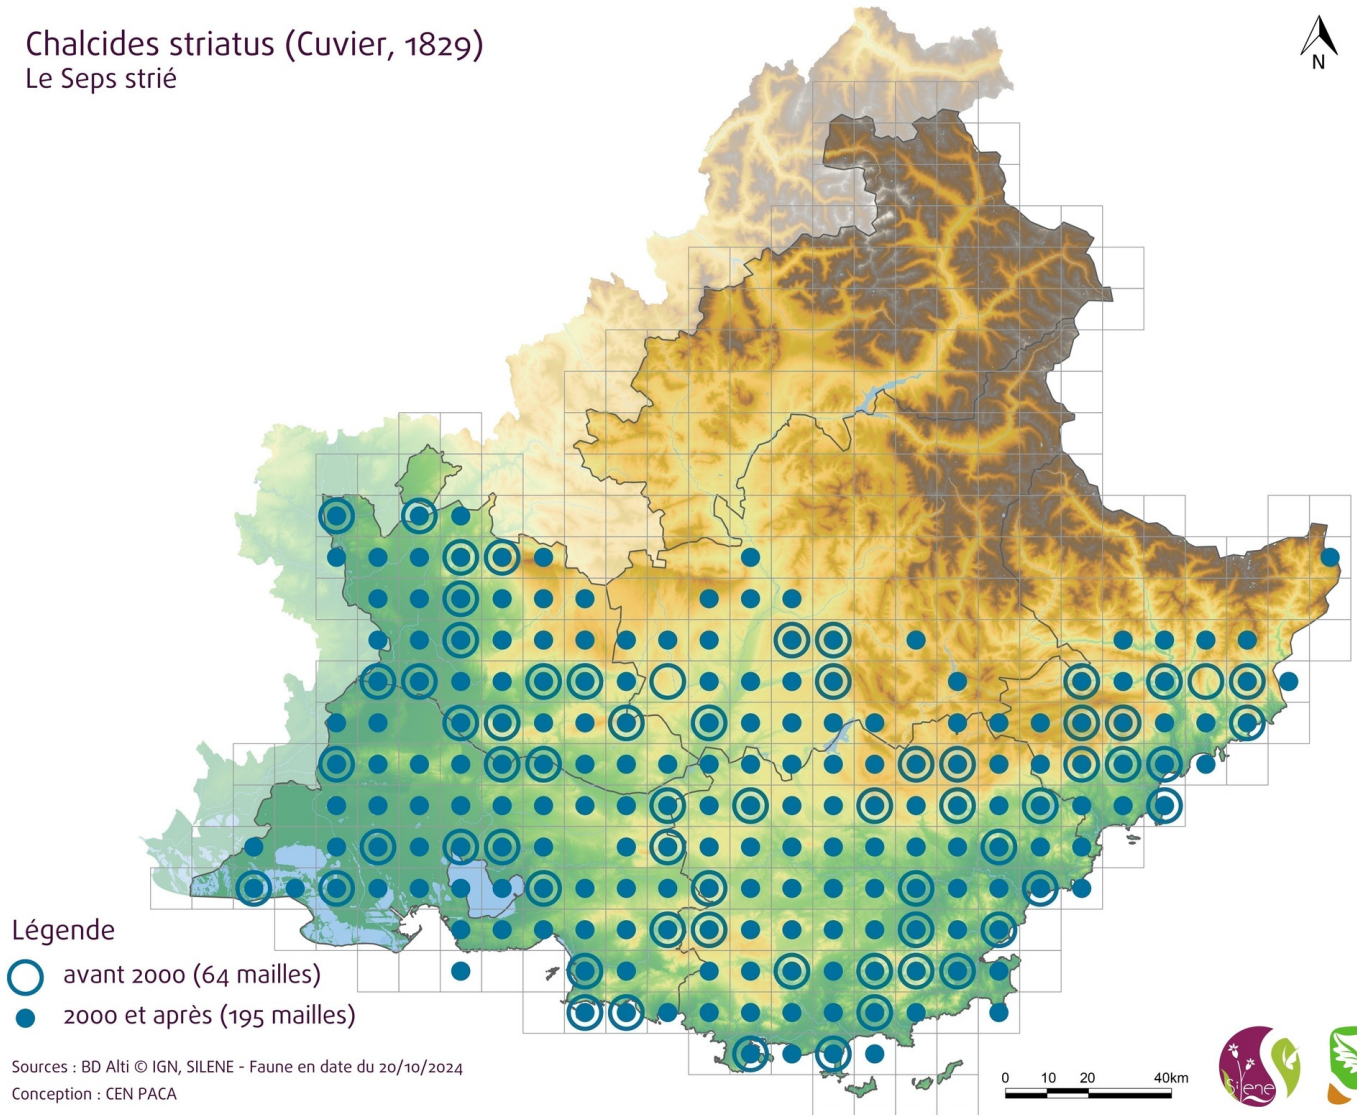 Chalcides striatus (Cuvier, 1829)
Le Seps strié
N
Légende
avant 2000 (64 mailles)
2000 et après (195 mailles)
Sources : BD Alti © IGN, SILENE - Faune en date du 20/10/2024
Conception : CEN PACA
0 10 20 40km
Silene